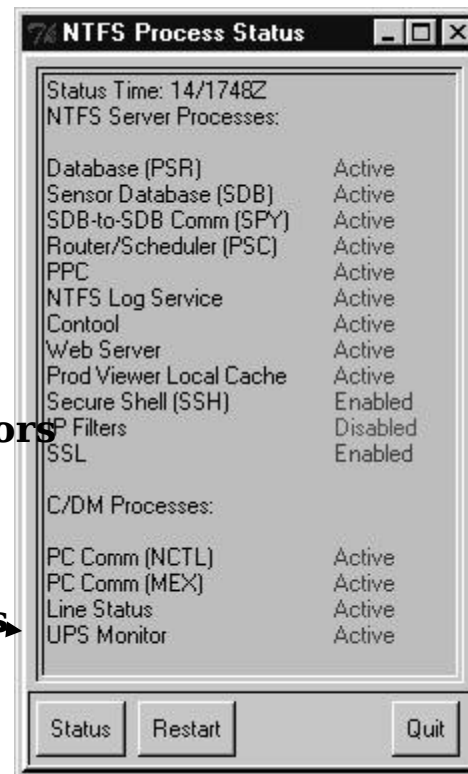 NTFS Process Status
Status Time: 14/1748Z
NTFS Server Processes:
Database (PSR) Active
Sensor Database (SDB) Active
SDB-to-SDB Comm (SPY) Active
Router/Scheduler (PSC) Active
PPC Active
NTFS Log Service Active
Contool Active
Web Server Active
Prod Viewer Local Cache Active
Secure Shell (SSH) Enabled
ors
IP Filters Disabled
SSL Enabled
C/DM Processes:
PC Comm (NCTL) Active
PC Comm (MEX) Active
Line Status Active
s
UPS Monitor Active
Status Restart Quit